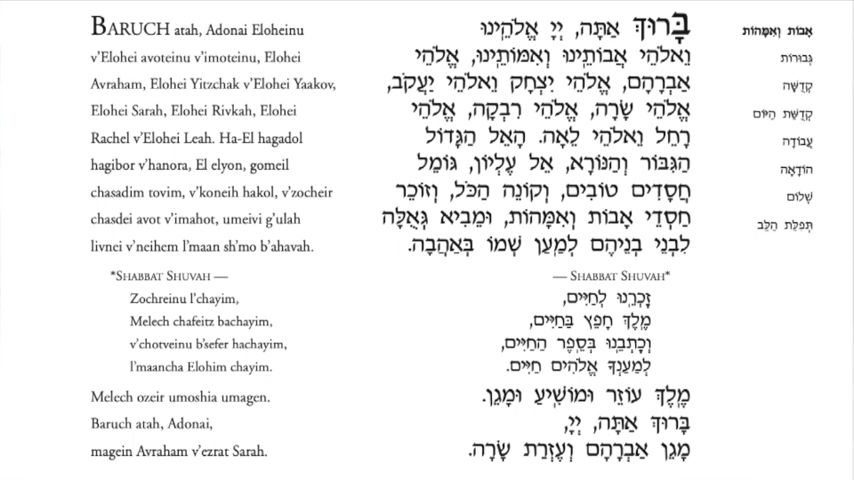 BARUCH atah, Adonai Eloheinu
v'Elohei avoteinu v'imoteinu, Elohei
Avraham, Elohei Yitzchak v'Elohei Yaakov,
Elohei Sarah, Elohei Rivkah, Elohei
Rachel v'Elohei Leah. Ha-El hagadol
hagibor v'hanora, El elyon, gomeil
chasadim tovim, v'koneih hakol, v'zocheir
chasdei avot v'imahot, umeivi g'ulah
livnei v'neihem l'maan sh'mo b'ahavah.
*SHABBAT SHUVAH —
Zochreinu l'chayim,
Melech chafeitz bachayim,
v'chotveinu b'sefer hachayim,
l'maancha Elohim chayim.
Melech ozeir umoshia umagen.
Baruch atah, Adonai,
magein Avraham v'ezrat Sarah.
בָּרוּךְ אַתָּה, יְיָ אֱלֹהֵֽינוּ
וֵאלֹהֵי אֲבוֹתֵֽינוּ וְאִמּוֹתֵֽינוּ, אֱלֹהֵי
אַבְרָהָם, אֱלֹהֵי יִצְחָק וֵאלֹהֵי יַעֲקֹב,
אֱלֹהֵי שָׂרָה, אֱלֹהֵי רִבְקָה, אֱלֹהֵי
רָחֵל וֵאלֹהֵי לֵאָה. הָאֵל הַגָּדוֹל
הַגִּבּוֹר וְהַנּוֹרָא, אֵל עֶלְיוֹן, גּוֹמֵל
חֲסָדִים טוֹבִים, וְקוֹנֵה הַכֹּל, וְזוֹכֵר
חַסְדֵי אָבוֹת וְאִמָּהוֹת, וּמֵבִיא גְּאֻלָּה
לִבְנֵי בְנֵיהֶם לְמַֽעַן שְׁמוֹ בְּאַהֲבָה.
— SHABBAT SHUVAH*
זָכְרֵֽנוּ לְחַיִּים,
מֶֽלֶךְ חָפֵץ בַּחַיִּים,
וְכָתְבֵֽנוּ בְּסֵֽפֶר הַחַיִּים,
לְמַעַנְךָ אֱלֹהִים חַיִּים.
מֶֽלֶךְ עוֹזֵר וּמוֹשִֽׁיעַ וּמָגֵן.
בָּרוּךְ אַתָּה, יְיָ,
מָגֵן אַבְרָהָם וְעֶזְרַת שָׂרָה.
אָבוֹת וְאִמָּהוֹת
גְּבוּרוֹת
קְדֻשָּׁה
קְדֻשַּׁת הַיּוֹם
עֲבוֹדָה
הוֹדָאָה
שָׁלוֹם
תְּפִלַּת הַלֵּב